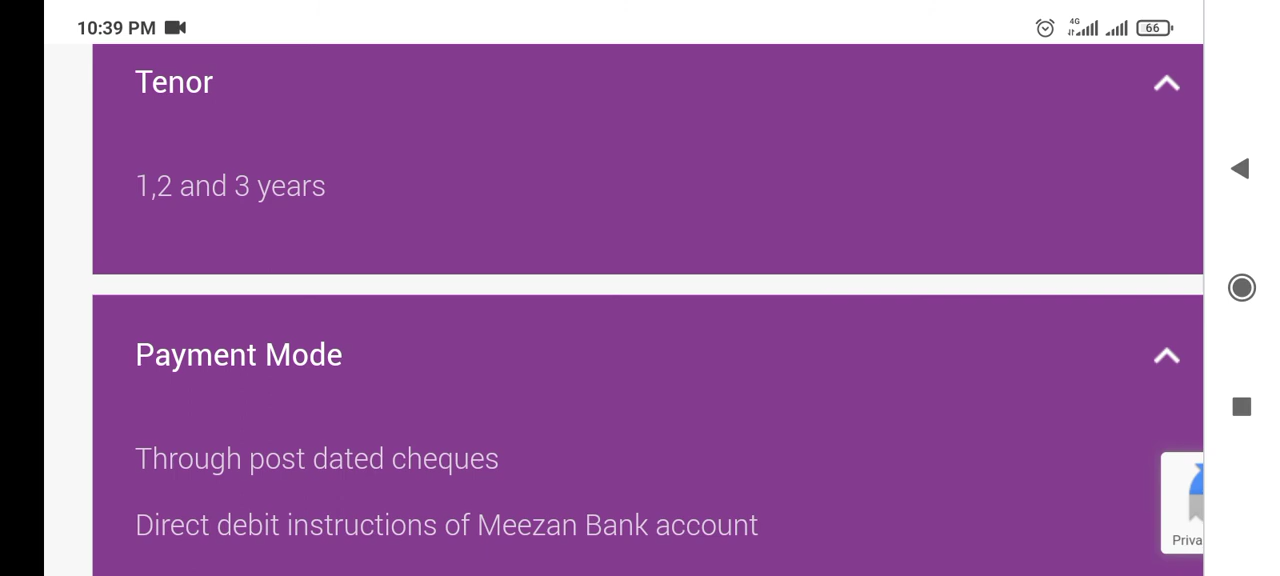 10:39 PM
4G
66
Tenor
1,2 and 3 years
Payment Mode
Through post dated cheques
Direct debit instructions of Meezan Bank account
Priva